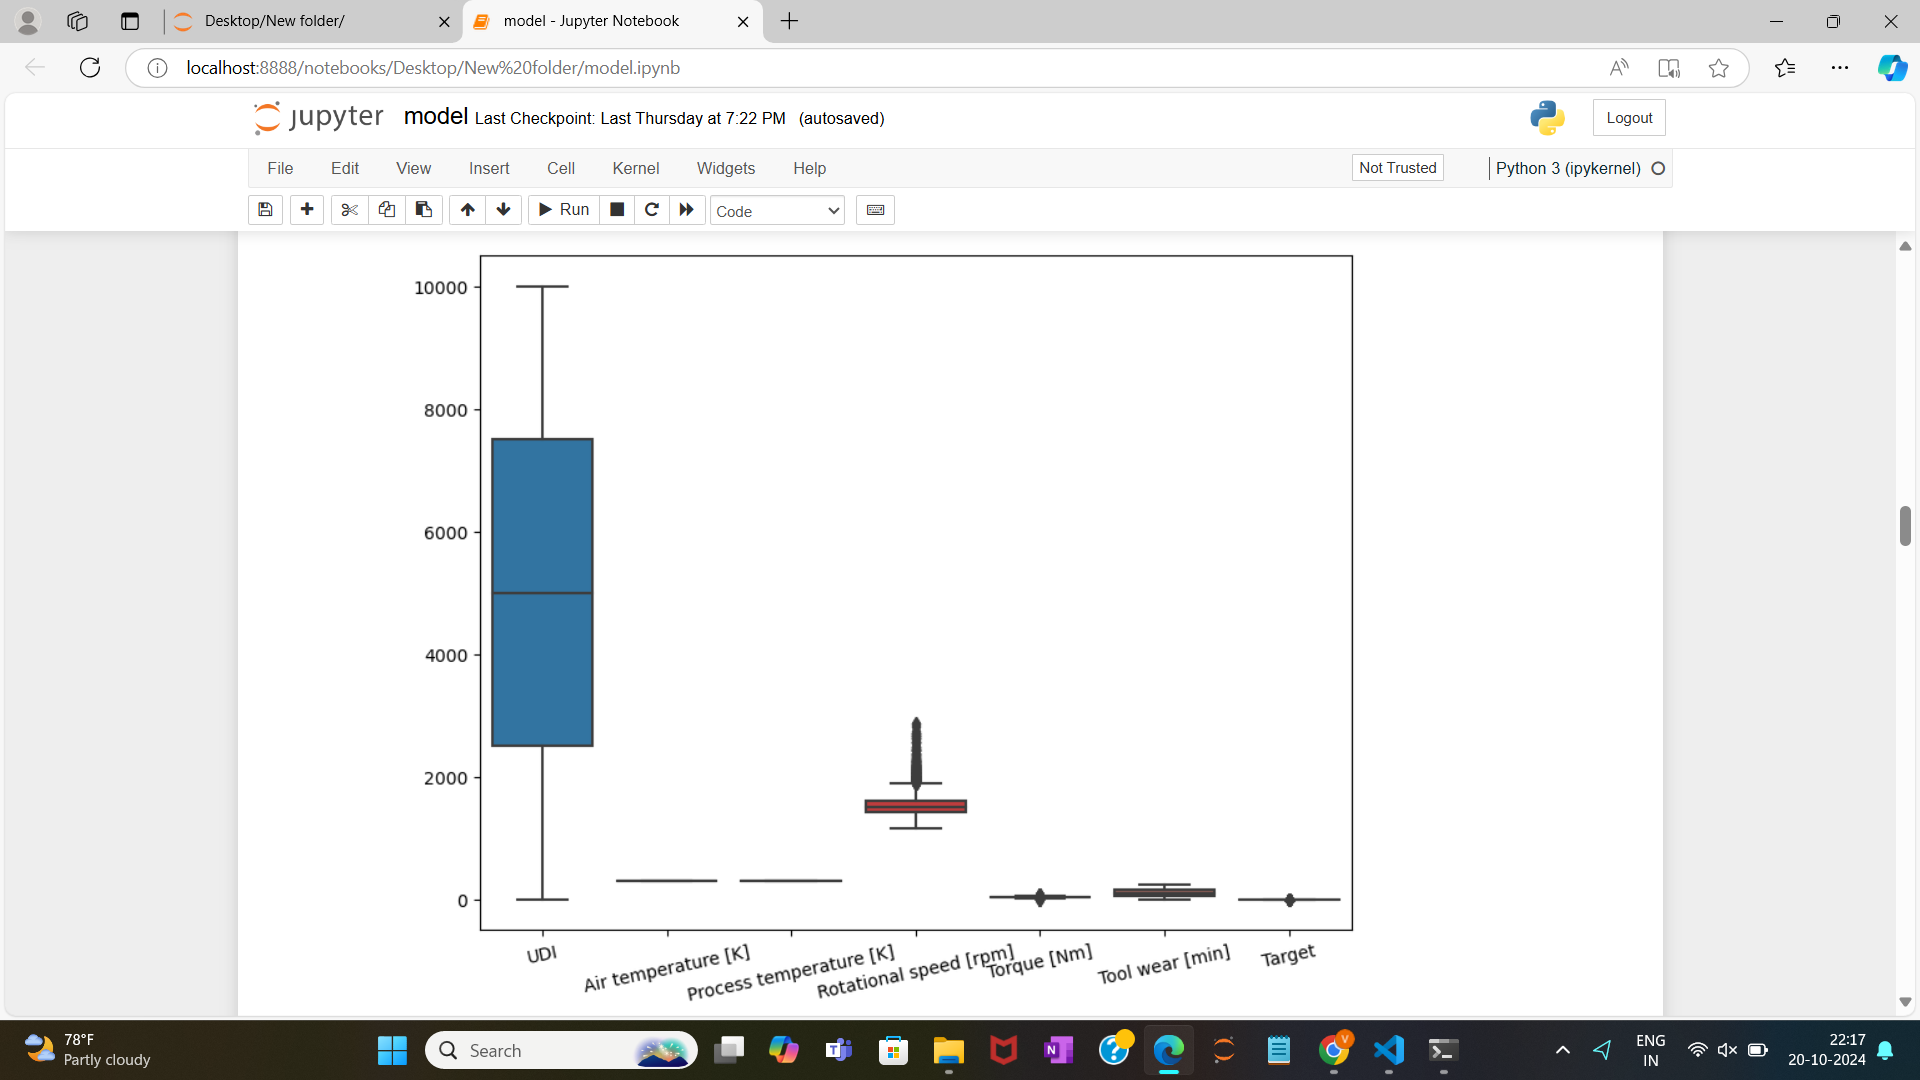 Desktop/New folder/
model - Jupyter Notebook
localhost:8888/notebooks/Desktop/New%20folder/model.ipynb
jupyter model Last Checkpoint: Last Thursday at 7:22 PM (autosaved)
Logout
File Edit View Insert Cell Kernel Widgets Help
Not Trusted
Python 3 (ipykernel)
Run
Code
10000
8000
6000
4000
2000
0
UDI
Air temperature [K]
Process temperature [K]
Rotational speed [rpm]
Torque [Nm]
Tool wear [min]
Target
78°F
Partly cloudy
Search
ENG
IN
22:17
20-10-2024